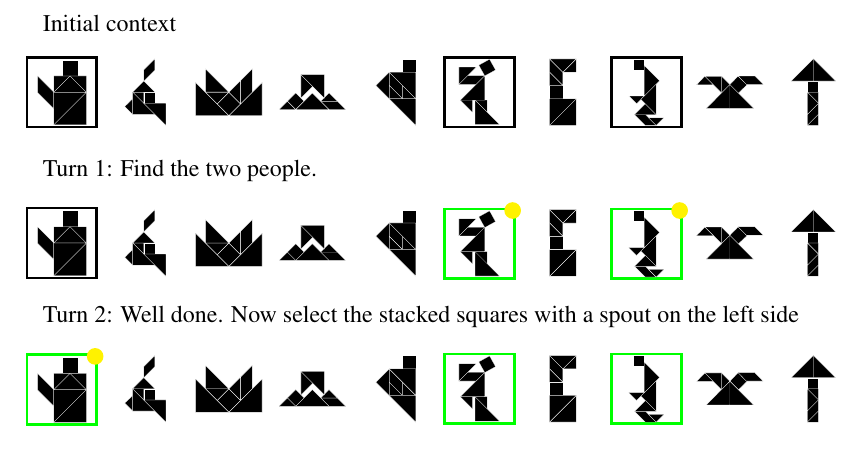 Initial context
Turn 1: Find the two people.
Turn 2: Well done. Now select the stacked squares with a spout on the left side